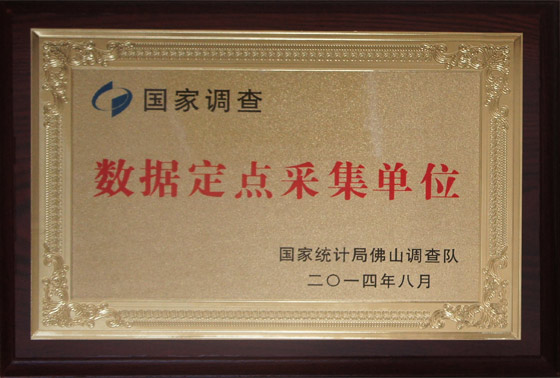 国家调查
数据定点采集单位
国家统计局佛山调查队
二〇一四年八月